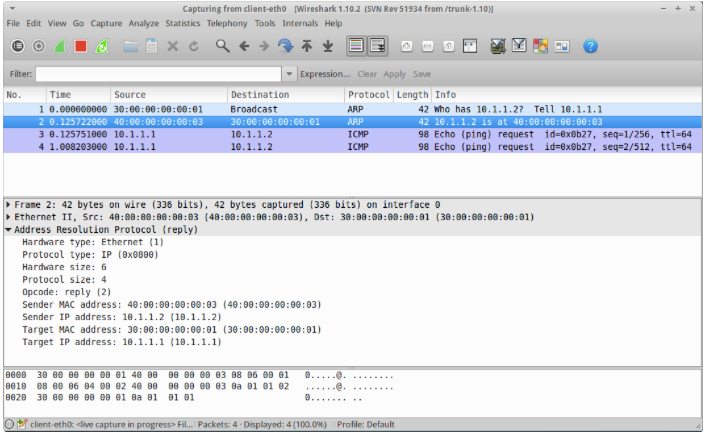 Capturing from client-eth0 [Wireshark 1.10.2 (SVN Rev 51934 from /trunk-1.10)]
File Edit View Go Capture Analyze Statistics Telephony Tools Internals Help
Filter: Expression... Clear Apply Save
No. Time Source Destination Protocol Length Info
1 0.000000000 30:00:00:00:00:01 Broadcast ARP 42 Who has 10.1.1.2? Tell 10.1.1.1
2 0.125722000 40:00:00:00:00:03 30:00:00:00:00:01 ARP 42 10.1.1.2 is at 40:00:00:00:00:03
3 0.125751000 10.1.1.1 10.1.1.2 ICMP 98 Echo (ping) request id=0x0b27, seq=1/256, ttl=64
4 1.008203000 10.1.1.1 10.1.1.2 ICMP 98 Echo (ping) request id=0x0b27, seq=2/512, ttl=64
Frame 2: 42 bytes on wire (336 bits), 42 bytes captured (336 bits) on interface 0
Ethernet II, Src: 40:00:00:00:00:03 (40:00:00:00:00:03), Dst: 30:00:00:00:00:01 (30:00:00:00:00:01)
Address Resolution Protocol (reply)
Hardware type: Ethernet (1)
Protocol type: IP (0x0800)
Hardware size: 6
Protocol size: 4
Opcode: reply (2)
Sender MAC address: 40:00:00:00:00:03 (40:00:00:00:00:03)
Sender IP address: 10.1.1.2 (10.1.1.2)
Target MAC address: 30:00:00:00:00:01 (30:00:00:00:00:01)
Target IP address: 10.1.1.1 (10.1.1.1)
0000 30 00 00 00 00 01 40 00 00 00 00 03 08 06 00 01 0.....@. ........
0010 08 00 06 04 00 02 40 00 00 00 00 03 0a 01 01 02 ......@. ........
0020 30 00 00 00 00 01 0a 01 01 01 0....... ..
client-eth0: <live capture in progress> Fil... Packets: 4 · Displayed: 4 (100.0%) Profile: Default